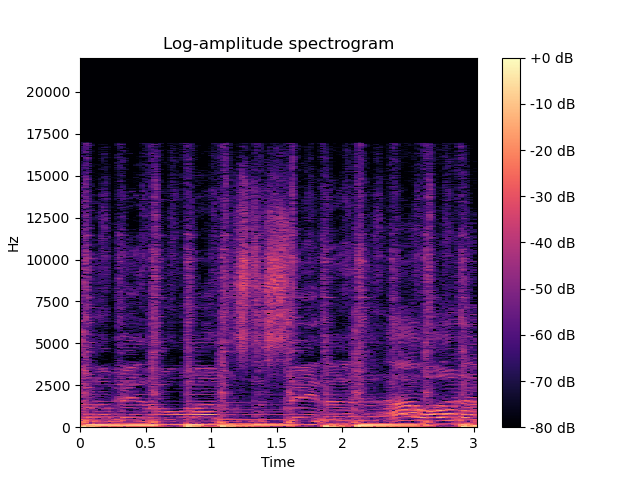 Log-amplitude spectrogram
+0 dB
20000
-10 dB
17500
-20 dB
15000
-30 dB
12500
Hz
-40 dB
10000
-50 dB
7500
-60 dB
5000
-70 dB
2500
0
-80 dB
0 0.5 1 1.5 2 2.5 3
Time